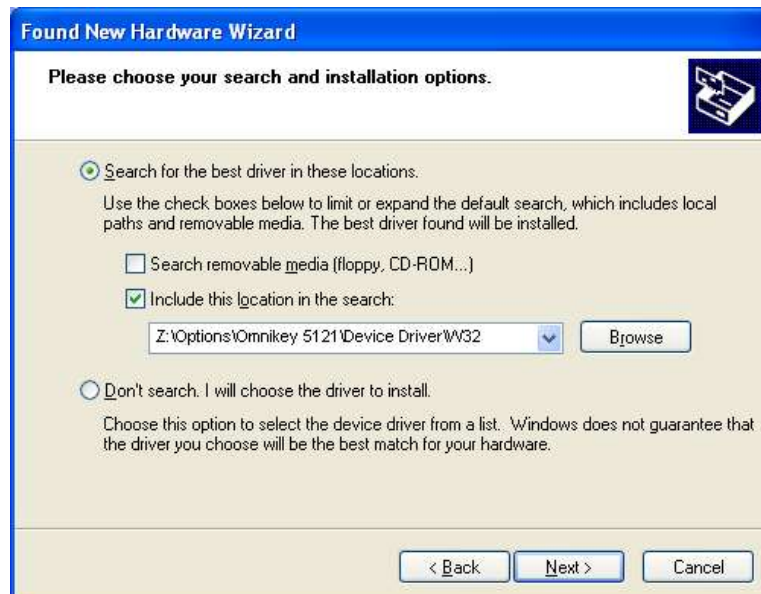 Found New Hardware Wizard
Please choose your search and installation options.
Search for the best driver in these locations.
Use the check boxes below to limit or expand the default search, which includes local
paths and removable media. The best driver found will be installed.
Search removable media (floppy, CD-ROM...)
Include this location in the search:
Z:\Options\Omnikey 5121\Device Driver\W32
Browse
Don't search. I will choose the driver to install.
Choose this option to select the device driver from a list. Windows does not guarantee that
the driver you choose will be the best match for your hardware.
< Back Next > Cancel